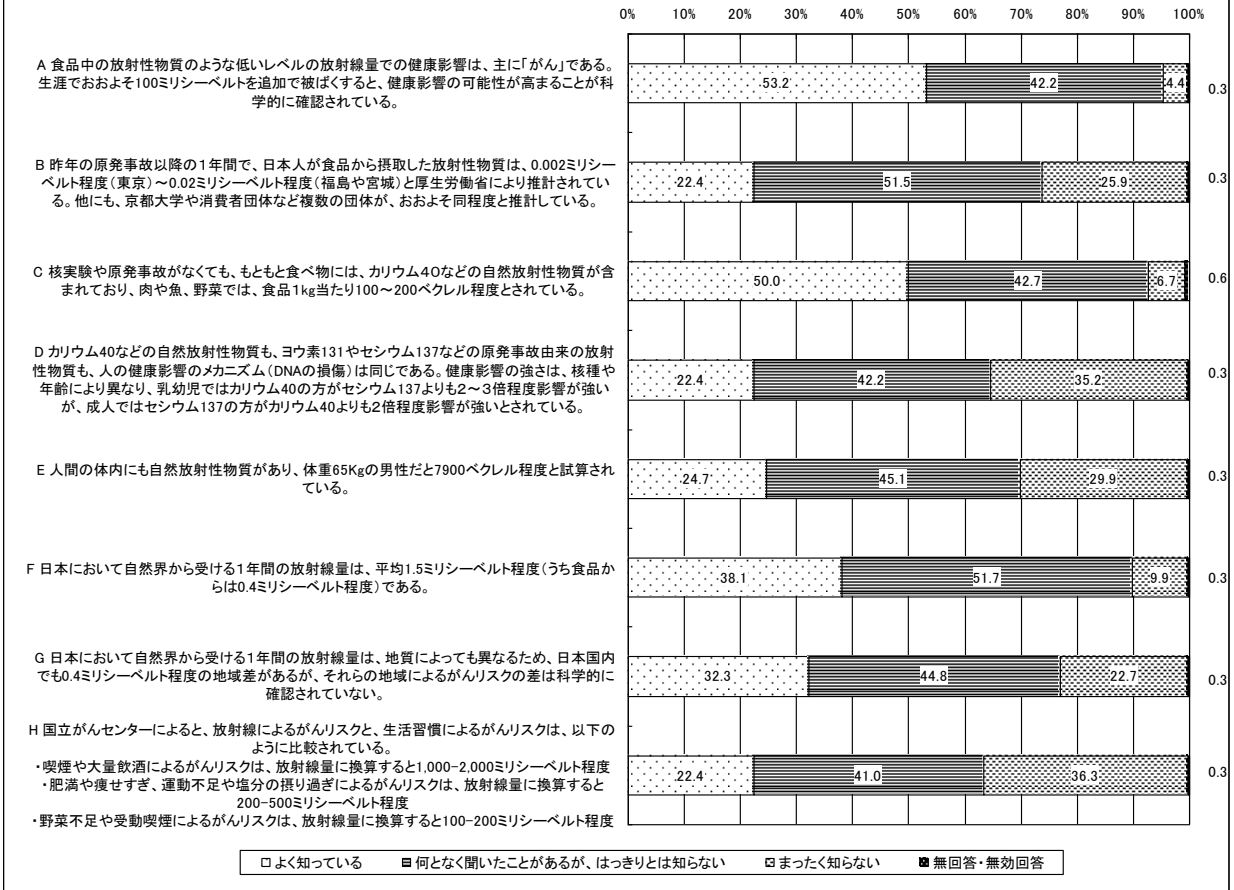 0% 10% 20% 30% 40% 50% 60% 70% 80% 90% 100%
A 食品中の放射性物質のような低いレベルの放射線量での健康影響は、主に「がん」である。
生涯でおおよそ100ミリシーベルトを追加で被ばくすると、健康影響の可能性が高まることが科
学的に確認されている。
53.2 42.2 4.4 0.3
B 昨年の原発事故以降の1年間で、日本人が食品から摂取した放射性物質は、0.002ミリシー
ベルト程度(東京)~0.02ミリシーベルト程度(福島や宮城)と厚生労働省により推計されてい
る。他にも、京都大学や消費者団体など複数の団体が、おおよそ同程度と推計している。
22.4 51.5 25.9 0.3
C 核実験や原発事故がなくても、もともと食べ物には、カリウム40などの自然放射性物質が含
まれており、肉や魚、野菜では、食品1kg当たり100~200ベクレル程度とされている。
50.0 42.7 6.7 0.6
D カリウム40などの自然放射性物質も、ヨウ素131やセシウム137などの原発事故由来の放射
性物質も、人の健康影響のメカニズム(DNAの損傷)は同じである。健康影響の強さは、核種や
年齢により異なり、乳幼児ではカリウム40の方がセシウム137よりも2~3倍程度影響が強い
が、成人ではセシウム137の方がカリウム40よりも2倍程度影響が強いとされている。
22.4 42.2 35.2 0.3
E 人間の体内にも自然放射性物質があり、体重65Kgの男性だと7900ベクレル程度と試算され
ている。
24.7 45.1 29.9 0.3
F 日本において自然界から受ける1年間の放射線量は、平均1.5ミリシーベルト程度(うち食品か
らは0.4ミリシーベルト程度)である。
38.1 51.7 9.9 0.3
G 日本において自然界から受ける1年間の放射線量は、地質によっても異なるため、日本国内
でも0.4ミリシーベルト程度の地域差があるが、それらの地域によるがんリスクの差は科学的に
確認されていない。
32.3 44.8 22.7 0.3
H 国立がんセンターによると、放射線によるがんリスクと、生活習慣によるがんリスクは、以下の
ように比較されている。
・喫煙や大量飲酒によるがんリスクは、放射線量に換算すると1,000-2,000ミリシーベルト程度
・肥満や痩せすぎ、運動不足や塩分の摂り過ぎによるがんリスクは、放射線量に換算すると
200-500ミリシーベルト程度
・野菜不足や受動喫煙によるがんリスクは、放射線量に換算すると100-200ミリシーベルト程度
22.4 41.0 36.3 0.3
よく知っている 何となく聞いたことがあるが、はっきりとは知らない まったく知らない 無回答・無効回答